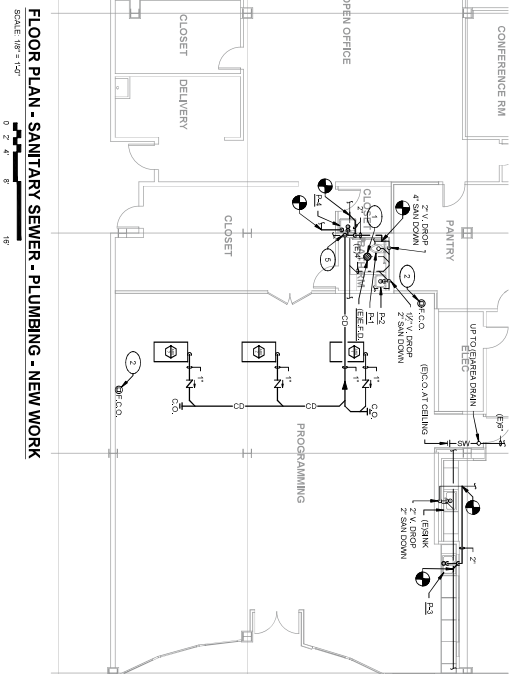 FLOOR PLAN - SANITARY SEWER - PLUMBING - NEW WORK
SCALE: 1/8" = 1'-0"
0 2' 4' 8' 16'
CLOSET
OPEN OFFICE
CONFERENCE RM
DELIVERY
CLOSET
PANTRY
P-4
2"
1
5
(E)4"
2" V. DROP
4" SAN DOWN
2
F.C.O.
P-2
P-1
1½" V. DROP
2" SAN DOWN
(E)F.D.
CD
ELEC
UP TO (E)AREA DRAIN
(E)C.O. AT CEILING
(E)6"
SW
2
F.C.O.
1"
1"
1"
C.O.
CD
CD
C.O.
PROGRAMMING
(E)SINK
2" V. DROP
2" SAN DOWN
2"
P-3